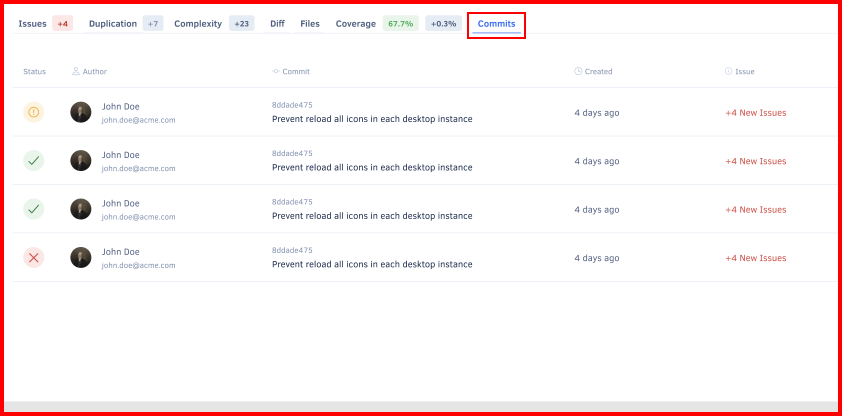 Issues +4 Duplication +7 Complexity +23 Diff Files Coverage 67.7% +0.3% Commits
Status Author Commit Created Issue
John Doe
john.doe@acme.com
8ddade475
Prevent reload all icons in each desktop instance
4 days ago
+4 New Issues
John Doe
john.doe@acme.com
8ddade475
Prevent reload all icons in each desktop instance
4 days ago
+4 New Issues
John Doe
john.doe@acme.com
8ddade475
Prevent reload all icons in each desktop instance
4 days ago
+4 New Issues
John Doe
john.doe@acme.com
8ddade475
Prevent reload all icons in each desktop instance
4 days ago
+4 New Issues